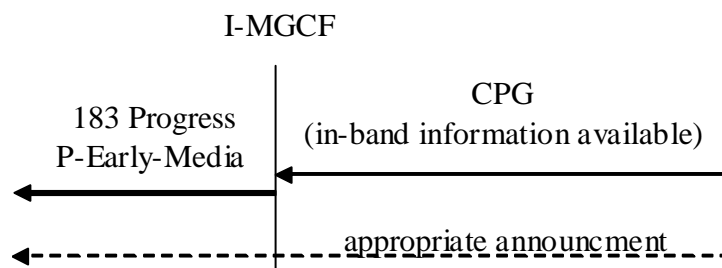 I-MGCF
183 Progress
P-Early-Media
CPG
(in-band information available)
appropriate announcment